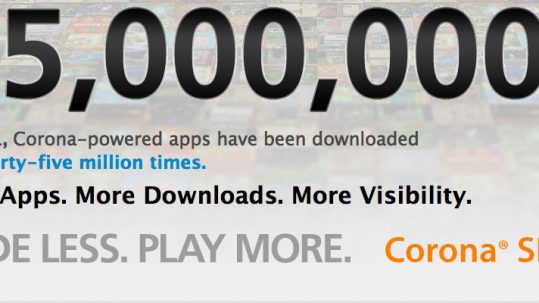 5,000,000
, Corona-powered apps have been downloaded
rty-five million times.
Apps. More Downloads. More Visibility.
DE LESS. PLAY MORE. Corona® S